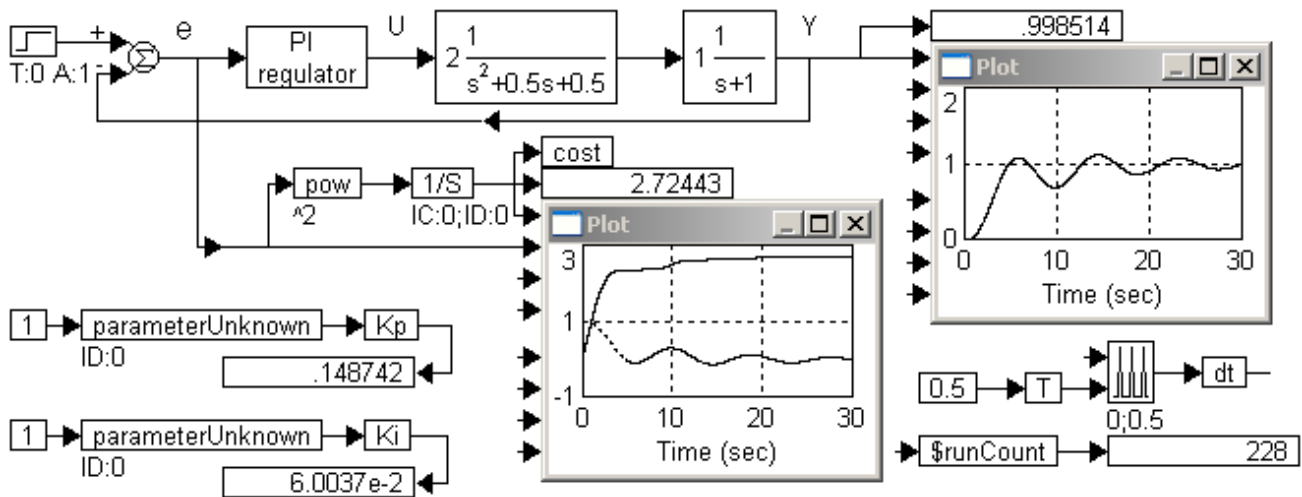 T:0 A:1
+
-
Σ
e
PI
regulator
U
2 1
s²+0.5s+0.5
1 1
s+1
Y
.998514
Plot
2
1
0
0 10 20 30
Time (sec)
pow
^2
1/S
IC:0;ID:0
cost
2.72443
Plot
3
1
-1
0 10 20 30
Time (sec)
1
parameterUnknown
ID:0
Kp
.148742
1
parameterUnknown
ID:0
Ki
6.0037e-2
0.5
T
0;0.5
dt
$runCount
228